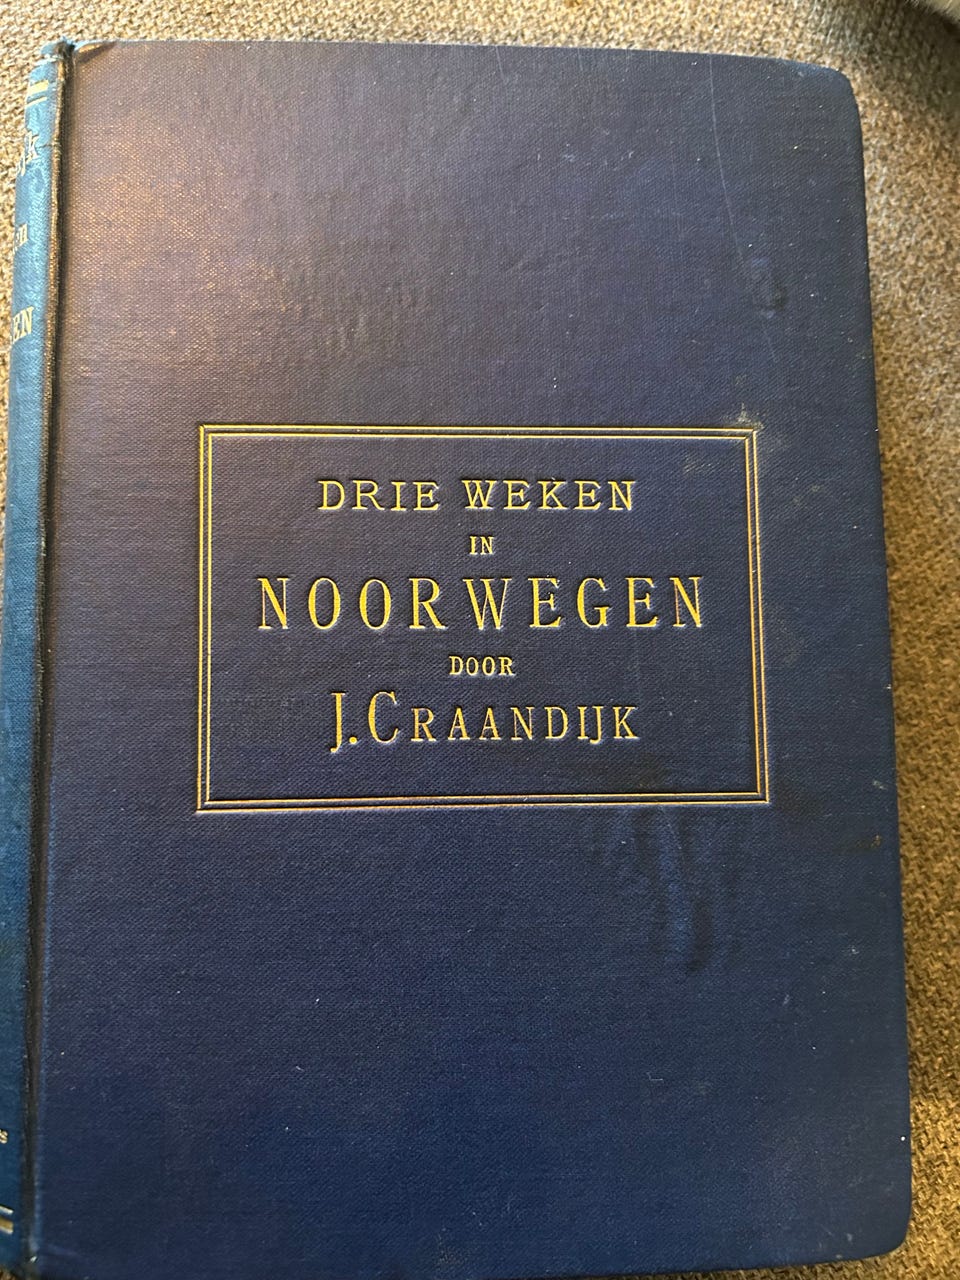 DRIE WEKEN
IN
NOORWEGEN
DOOR
J. CRAANDIJK